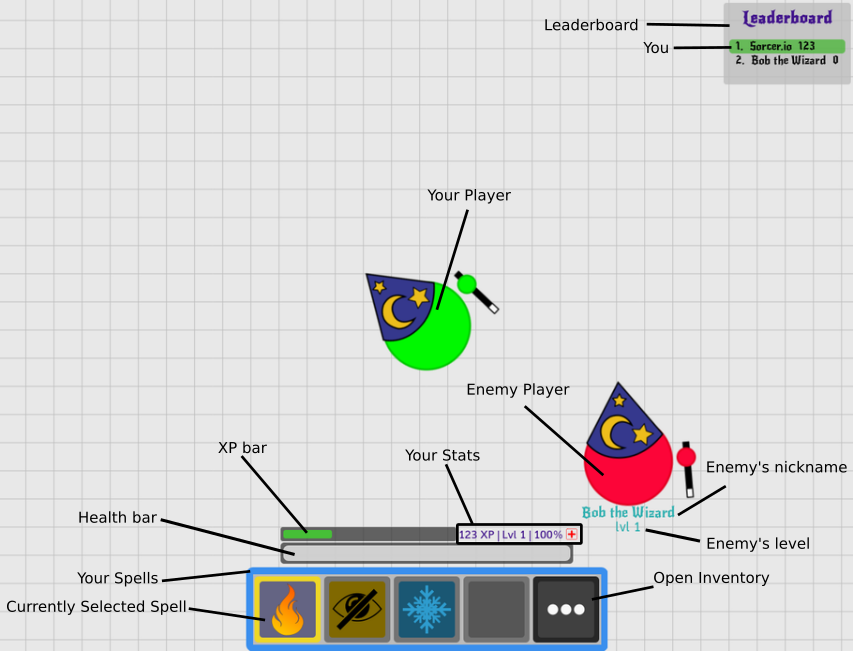 Leaderboard
Leaderboard
You
1. Sorcer.io 123
2. Bob the Wizard 0
Your Player
Enemy Player
XP bar
Your Stats
Enemy's nickname
Health bar
Bob the Wizard
lvl 1
123 XP | Lvl 1 | 100%
Enemy's level
Your Spells
Open Inventory
Currently Selected Spell